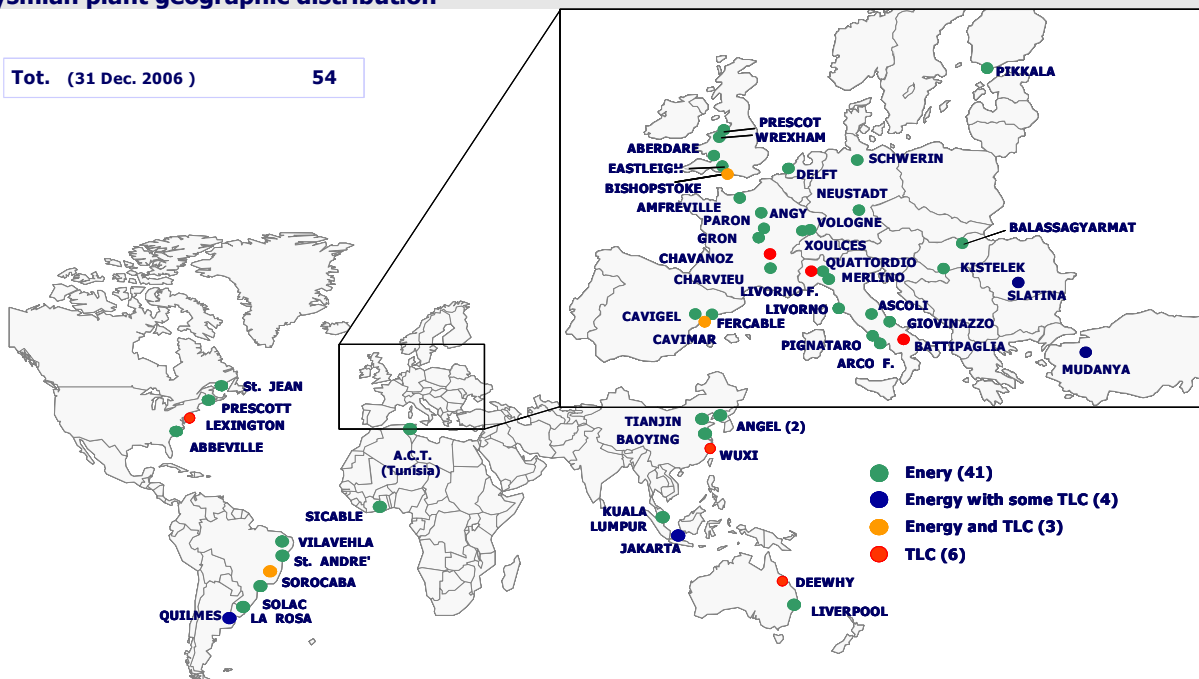 plant geographic distribution
Tot. (31 Dec. 2006 ) 54
PIKKALA
PRESCOT
WREXHAM
ABERDARE
EASTLEIGH
BISHOPSTOKE
SCHWERIN
DELFT
NEUSTADT
AMFREVILLE
ANGY
PARON
VOLOGNE
GRON
XOULCES
BALASSAGYARMAT
CHAVANOZ
QUATTORDIO
KISTELEK
CHARVIEU
MERLINO
LIVORNO F.
SLATINA
LIVORNO
ASCOLI
CAVIGEL
FERCABLE
GIOVINAZZO
CAVIMAR
PIGNATARO
BATTIPAGLIA
ARCO F.
MUDANYA
St. JEAN
PRESCOTT
LEXINGTON
ABBEVILLE
A.C.T.
(Tunisia)
TIANJIN
ANGEL (2)
BAOYING
WUXI
SICABLE
KUALA
LUMPUR
JAKARTA
Enery (41)
Energy with some TLC (4)
Energy and TLC (3)
TLC (6)
VILAVEHLA
St. ANDRE'
SOROCABA
SOLAC
QUILMES
LA ROSA
DEEWHY
LIVERPOOL